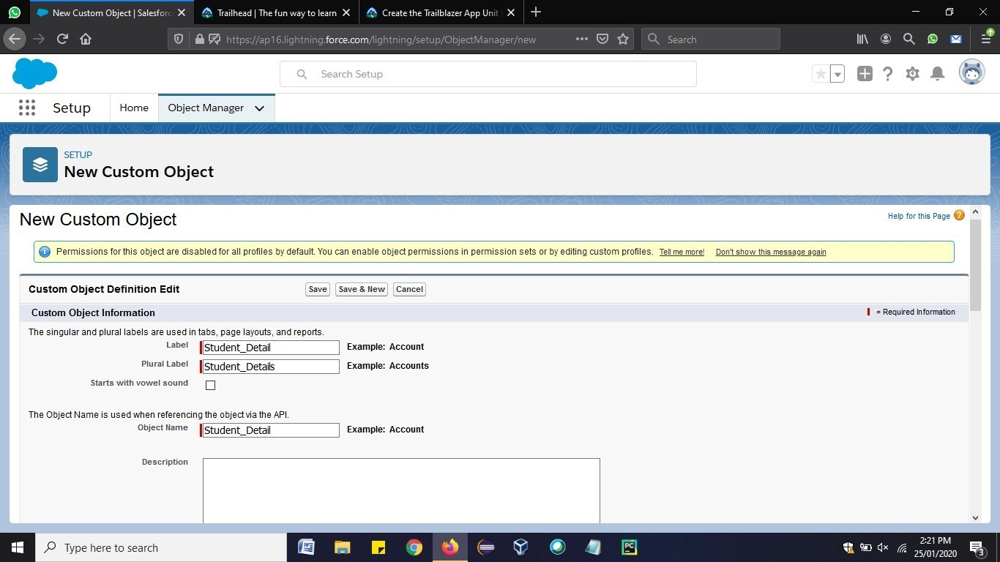 New Custom Object | Salesforc
Trailhead | The fun way to learn
Create the Trailblazer App Unit
https://ap16.lightning.force.com/lightning/setup/ObjectManager/new
Search
Search Setup
Setup
Home
Object Manager
SETUP
New Custom Object
New Custom Object
Help for this Page ?
i Permissions for this object are disabled for all profiles by default. You can enable object permissions in permission sets or by editing custom profiles. Tell me more! Don't show this message again
Custom Object Definition Edit Save Save & New Cancel
Custom Object Information = Required Information
The singular and plural labels are used in tabs, page layouts, and reports.
Label Student_Detail Example: Account
Plural Label Student_Details Example: Accounts
Starts with vowel sound
The Object Name is used when referencing the object via the API.
Object Name Student_Detail Example: Account
Description
Type here to search
PC
2:21 PM
25/01/2020
3